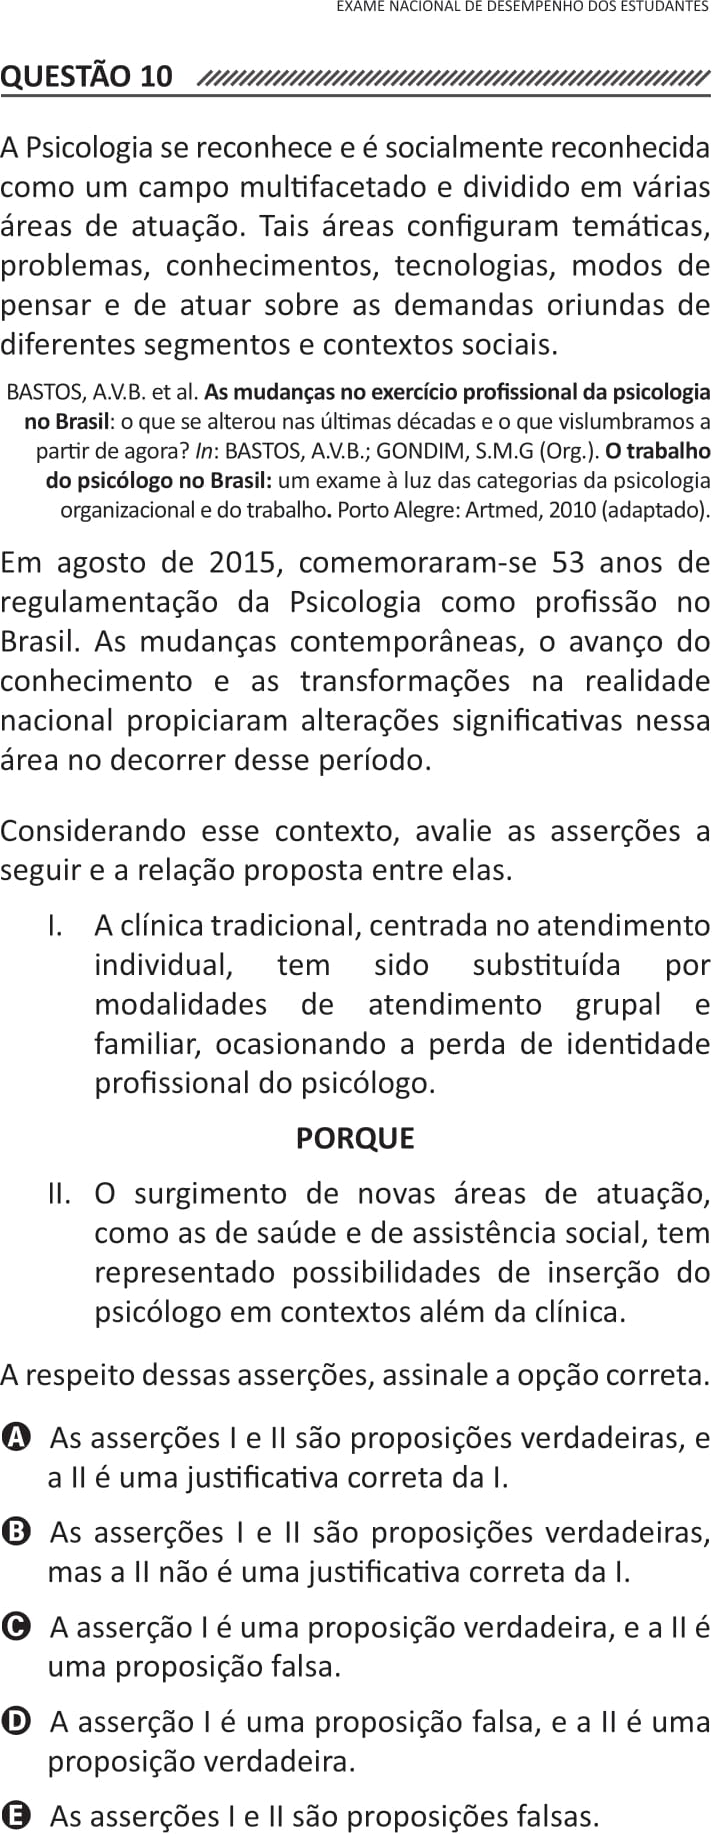 EXAME NACIONAL DE DESEMPENHO DOS ESTUDANTES
QUESTÃO 10
A Psicologia se reconhece e é socialmente reconhecida
como um campo multifacetado e dividido em várias
áreas de atuação. Tais áreas configuram temáticas,
problemas, conhecimentos, tecnologias, modos de
pensar e de atuar sobre as demandas oriundas de
diferentes segmentos e contextos sociais.
BASTOS, A.V.B. et al. As mudanças no exercício profissional da psicologia
no Brasil: o que se alterou nas últimas décadas e o que vislumbramos a
partir de agora? In: BASTOS, A.V.B.; GONDIM, S.M.G (Org.). O trabalho
do psicólogo no Brasil: um exame à luz das categorias da psicologia
organizacional e do trabalho. Porto Alegre: Artmed, 2010 (adaptado).
Em agosto de 2015, comemoraram-se 53 anos de
regulamentação da Psicologia como profissão no
Brasil. As mudanças contemporâneas, o avanço do
conhecimento e as transformações na realidade
nacional propiciaram alterações significativas nessa
área no decorrer desse período.
Considerando esse contexto, avalie as asserções a
seguir e a relação proposta entre elas.
I. A clínica tradicional, centrada no atendimento
individual, tem sido substituída por
modalidades de atendimento grupal e
familiar, ocasionando a perda de identidade
profissional do psicólogo.
PORQUE
II. O surgimento de novas áreas de atuação,
como as de saúde e de assistência social, tem
representado possibilidades de inserção do
psicólogo em contextos além da clínica.
A respeito dessas asserções, assinale a opção correta.
A As asserções I e II são proposições verdadeiras, e
a II é uma justificativa correta da I.
B As asserções I e II são proposições verdadeiras,
mas a II não é uma justificativa correta da I.
C A asserção I é uma proposição verdadeira, e a II é
uma proposição falsa.
D A asserção I é uma proposição falsa, e a II é uma
proposição verdadeira.
E As asserções I e II são proposições falsas.